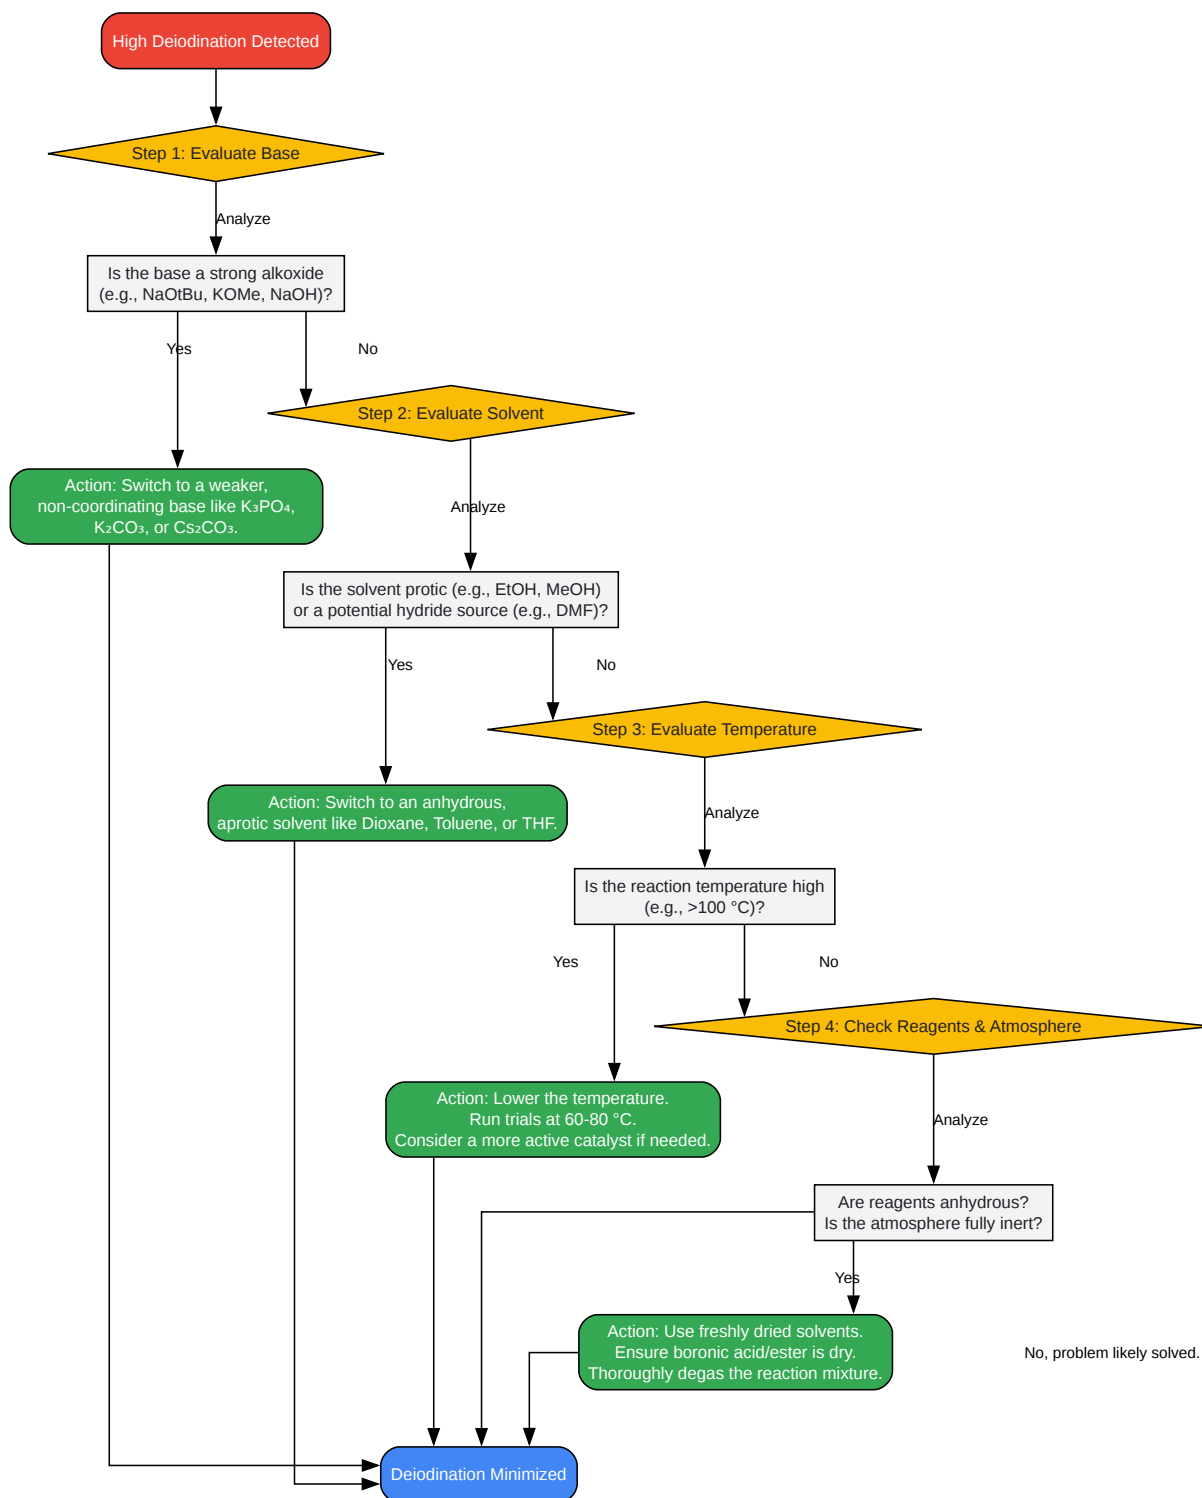 High Deiodination Detected
Step 1: Evaluate Base
Analyze
Is the base a strong alkoxide
(e.g., NaOtBu, KOMe, NaOH)?
Yes
No
Step 2: Evaluate Solvent
Action: Switch to a weaker,
non-coordinating base like K₃PO₄,
K₂CO₃, or Cs₂CO₃.
Analyze
Is the solvent protic (e.g., EtOH, MeOH)
or a potential hydride source (e.g., DMF)?
Yes
No
Step 3: Evaluate Temperature
Action: Switch to an anhydrous,
aprotic solvent like Dioxane, Toluene, or THF.
Analyze
Is the reaction temperature high
(e.g., >100 °C)?
Yes
No
Step 4: Check Reagents & Atmosphere
Action: Lower the temperature.
Run trials at 60-80 °C.
Consider a more active catalyst if needed.
Analyze
Are reagents anhydrous?
Is the atmosphere fully inert?
Yes
Action: Use freshly dried solvents.
Ensure boronic acid/ester is dry.
Thoroughly degas the reaction mixture.
No, problem likely solved.
Deiodination Minimized